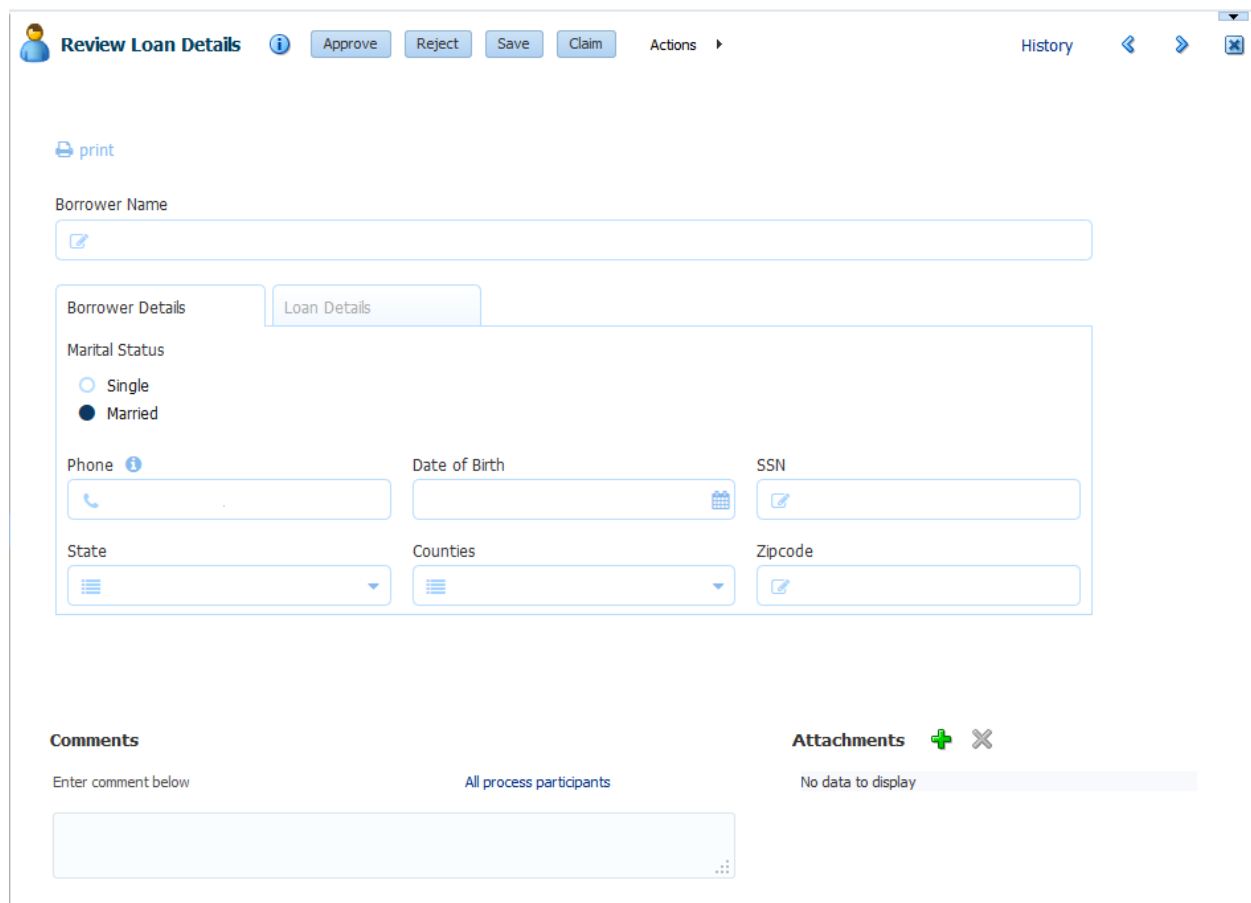 Review Loan Details Approve Reject Save Claim Actions History
print
Borrower Name
Borrower Details Loan Details
Marital Status
Single
Married
Phone Date of Birth SSN
State Counties Zipcode
Comments Attachments
Enter comment below All process participants No data to display